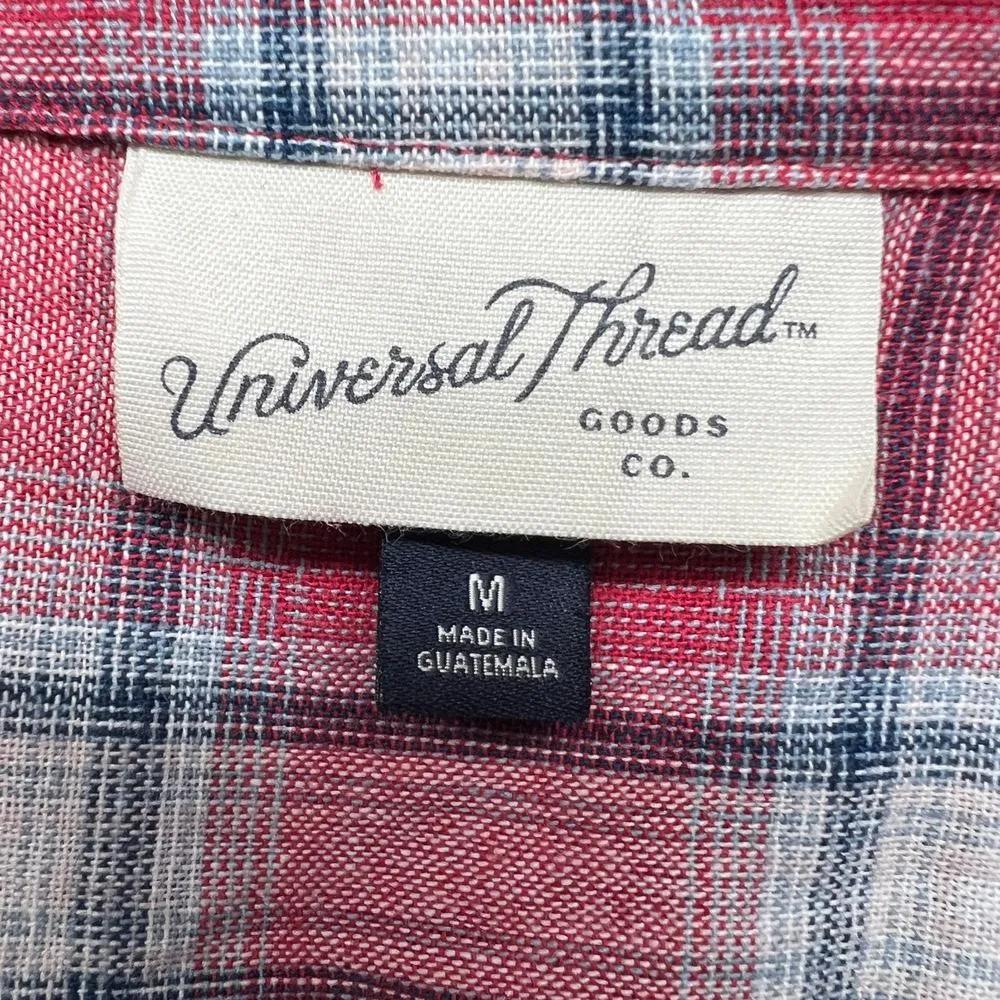 Universal Thread™
GOODS
CO.
M
MADE IN
GUATEMALA